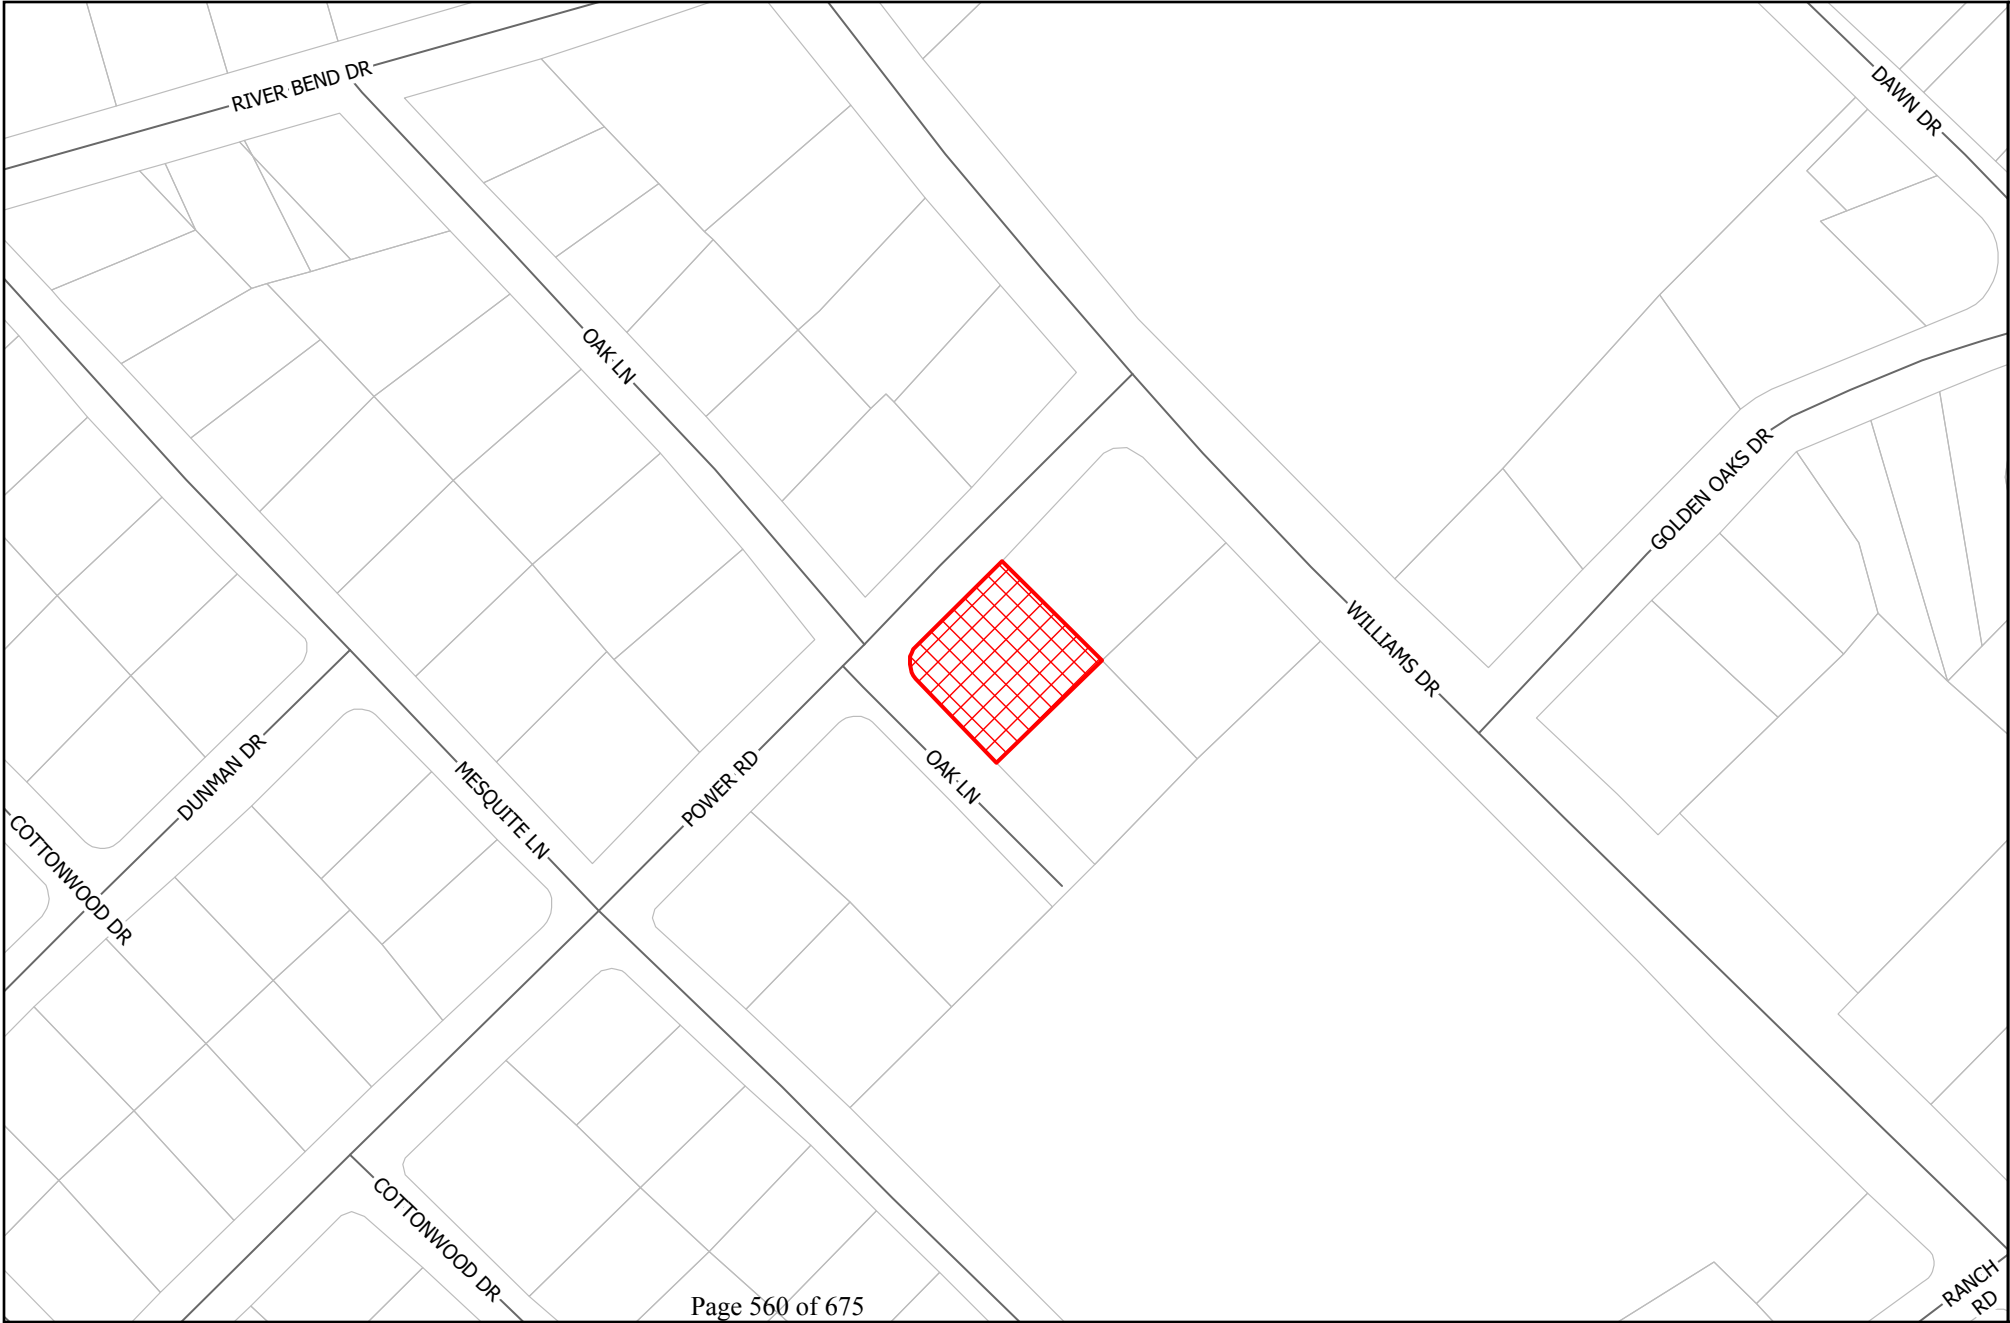 RIVER BEND DR
DAWN DR
OAK LN
GOLDEN OAKS DR
WILLIAMS DR
DUNMAN DR
MESQUITE LN
POWER RD
OAK LN
COTTONWOOD DR
COTTONWOOD DR
RANCH
RD
Page 560 of 675